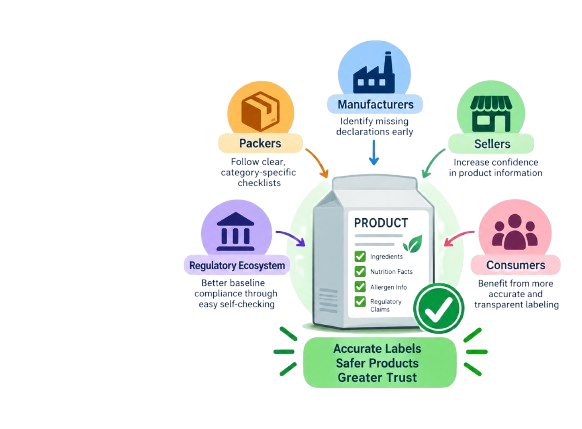 Manufacturers
Identify missing
declarations early
Packers
Follow clear,
category-specific
checklists
Sellers
Increase confidence
in product information
Regulatory Ecosystem
Better baseline
compliance through
easy self-checking
Consumers
Benefit from more
accurate and
transparent labeling
PRODUCT
Ingredients
Nutrition Facts
Allergen Info
Regulatory
Claims
Accurate Labels
Safer Products
Greater Trust